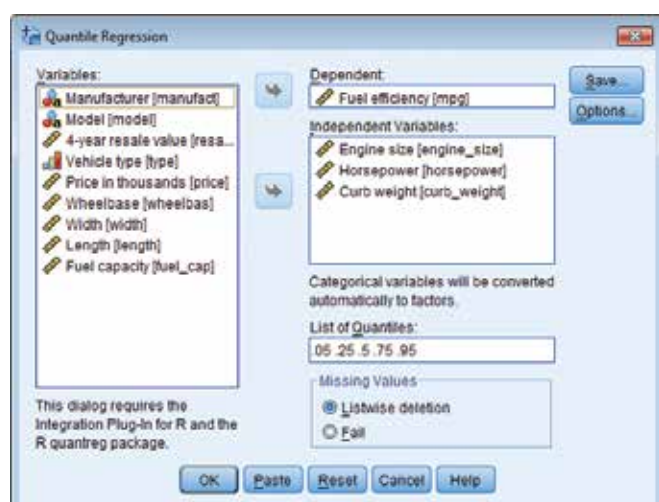 Quantile Regression
Variables:
Manufacturer [manufact]
Model [model]
4-year resale value [resa...
Vehicle type [type]
Price in thousands [price]
Wheelbase [wheelbas]
Width [width]
Length [length]
Fuel capacity [fuel_cap]
This dialog requires the
Integration Plug-In for R and the
R quantreg package.
Dependent:
Fuel efficiency [mpg]
Independent Variables:
Engine size [engine_size]
Horsepower [horsepower]
Curb weight [curb_weight]
Categorical variables will be converted
automatically to factors.
List of Quantiles:
.05 .25 .5 .75 .95
Missing Values
Listwise deletion
Fail
Save...
Options...
OK Paste Reset Cancel Help